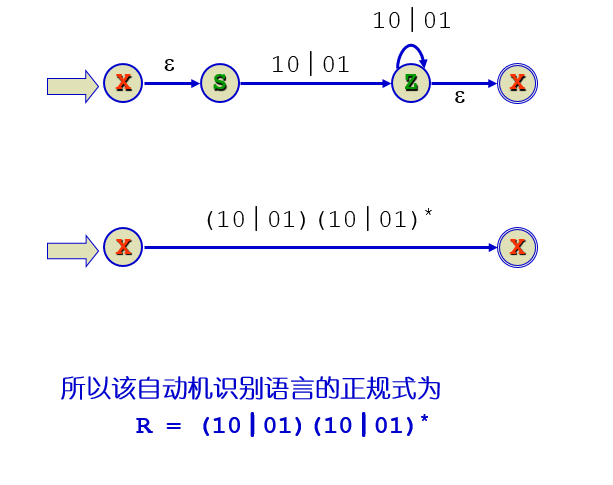 10|01
ε 10|01
X S Z X
ε
(10|01)(10|01)*
X X
所以该自动机识别语言的正规式为
R = (10|01)(10|01)*